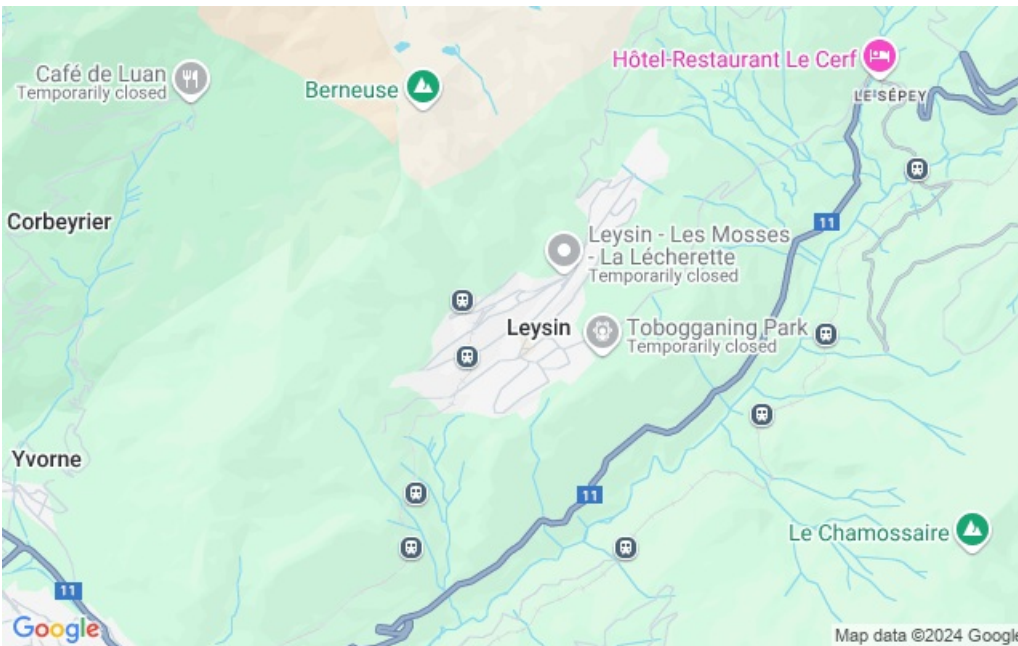 Hôtel-Restaurant Le Cerf
Café de Luan
Temporarily closed
Berneuse
LE SÉPEY
Corbeyrier
11
Leysin - Les Mosses
- La Lécherette
Temporarily closed
Leysin
Tobogganing Park
Temporarily closed
Yvorne
11
Le Chamossaire
11
Google
Map data ©2024 Google